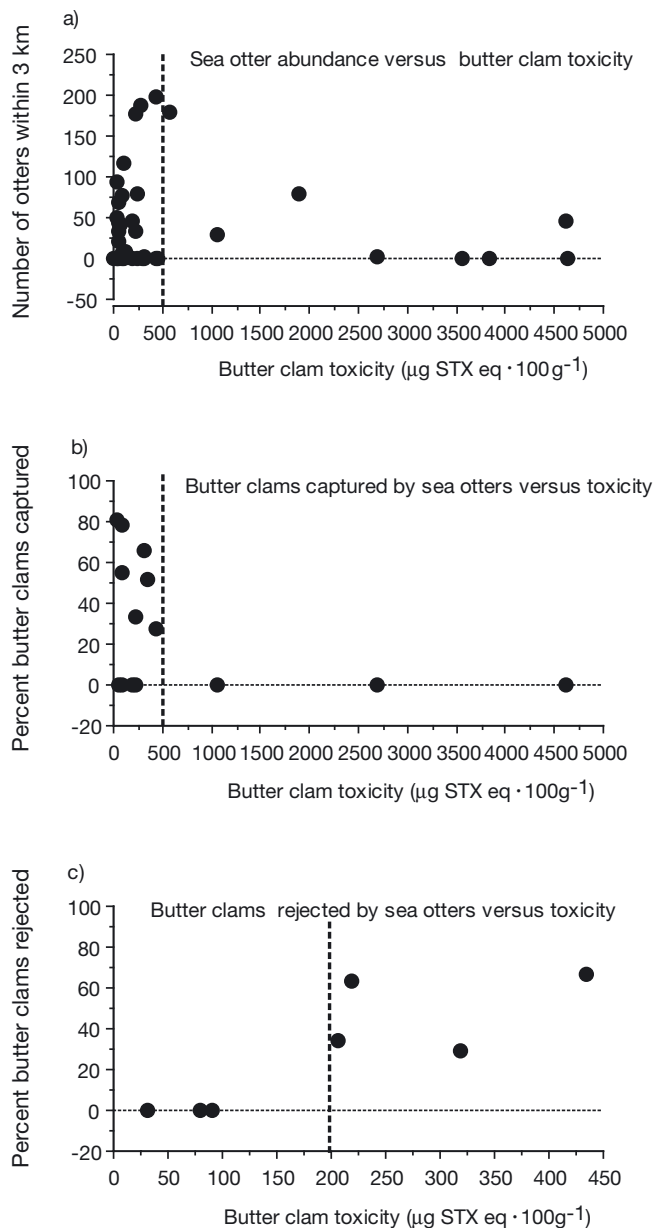 a)
Sea otter abundance versus butter clam toxicity
Number of otters within 3 km
250
200
150
100
50
0
-50
0 500 1000 1500 2000 2500 3000 3500 4000 4500 5000
Butter clam toxicity (μg STX eq · 100g-1)
b)
Butter clams captured by sea otters versus toxicity
Percent butter clams captured
100
80
60
40
20
0
-20
0 500 1000 1500 2000 2500 3000 3500 4000 4500 5000
Butter clam toxicity (μg STX eq · 100g-1)
c)
Butter clams rejected by sea otters versus toxicity
Percent butter clams rejected
100
80
60
40
20
0
-20
0 50 100 150 200 250 300 350 400 450
Butter clam toxicity (μg STX eq · 100g-1)